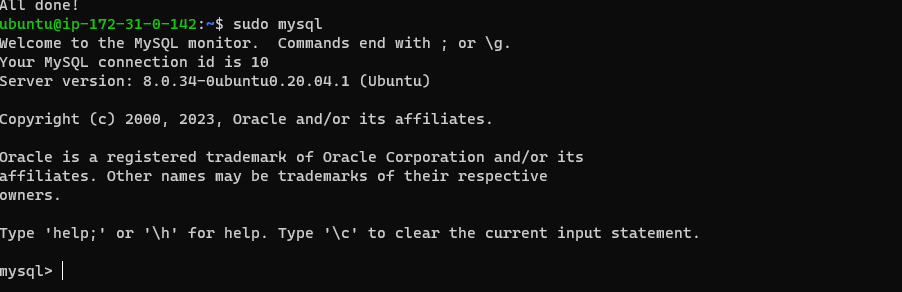 All done!
ubuntu@ip-172-31-0-142:~$ sudo mysql
Welcome to the MySQL monitor.  Commands end with ; or \g.
Your MySQL connection id is 10
Server version: 8.0.34-0ubuntu0.20.04.1 (Ubuntu)
Copyright (c) 2000, 2023, Oracle and/or its affiliates.
Oracle is a registered trademark of Oracle Corporation and/or its
affiliates. Other names may be trademarks of their respective
owners.
Type 'help;' or '\h' for help. Type '\c' to clear the current input statement.
mysql>